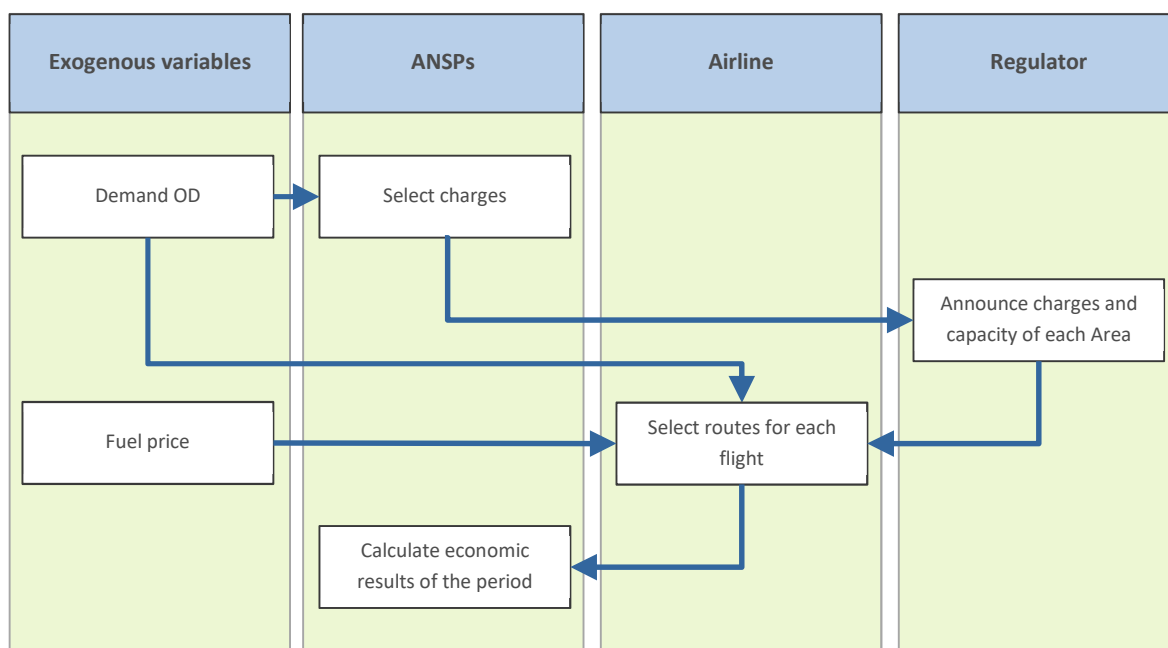 Exogenous variables
ANSPs
Airline
Regulator
Demand OD
Select charges
Announce charges and
capacity of each Area
Fuel price
Select routes for each
flight
Calculate economic
results of the period